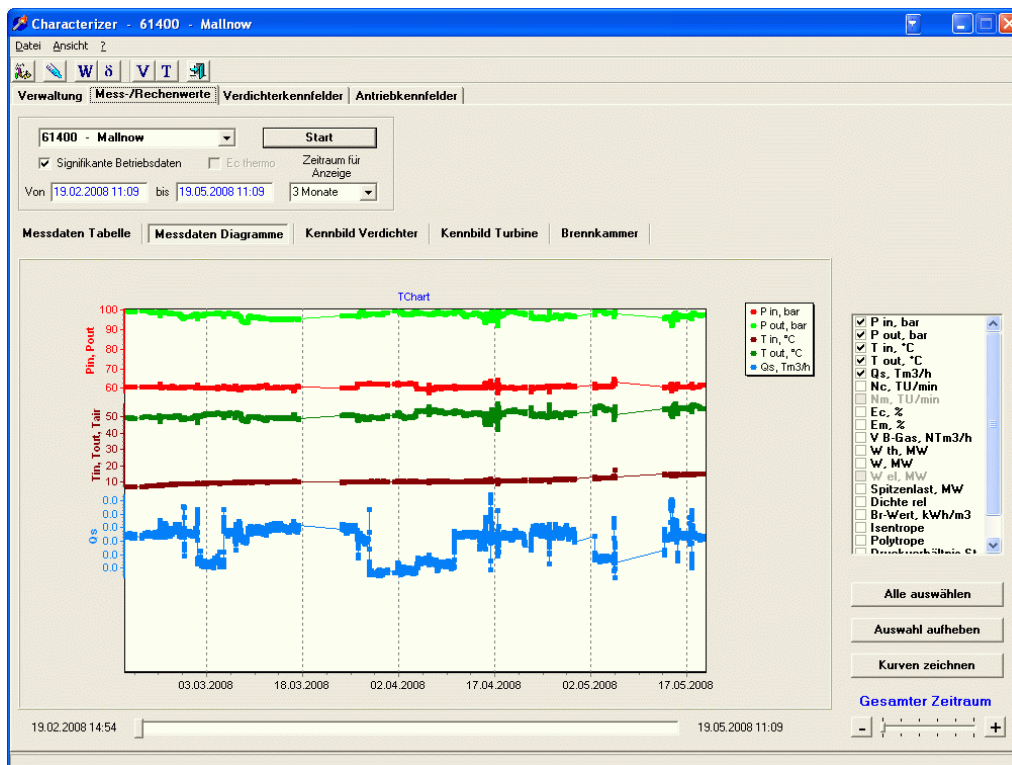 Characterizer - 61400 - Mallnow
Datei Ansicht ?
W δ V T
Verwaltung Mess-/Rechenwerte Verdichterkennfelder Antriebkennfelder
61400 - Mallnow Start
Signifikante Betriebsdaten Ec thermo Zeitraum für
Anzeige
Von 19.02.2008 11:09 bis 19.05.2008 11:09 3 Monate
Messdaten Tabelle Messdaten Diagramme Kennbild Verdichter Kennbild Turbine Brennkammer
TChart
Pin, Pout
100
90
80
70
60
Tin, Tout, Tair
50
40
30
20
10
Qs
0.0
0.0
0.0
0.0
0.0
0.0
03.03.2008 18.03.2008 02.04.2008 17.04.2008 02.05.2008 17.05.2008
P in, bar
P out, bar
T in, °C
T out, °C
Qs, Tm3/h
P in, bar
P out, bar
T in, °C
T out, °C
Qs, Tm3/h
Nc, TU/min
Nm, TU/min
Ec, %
Em, %
V B-Gas, NTm3/h
W th, MW
W, MW
W el, MW
Spitzenlast, MW
Dichte rel
Br-Wert, kWh/m3
Isentrope
Polytrope
Druckverhältnis St
Alle auswählen
Auswahl aufheben
Kurven zeichnen
Gesamter Zeitraum
- +
19.02.2008 14:54 19.05.2008 11:09